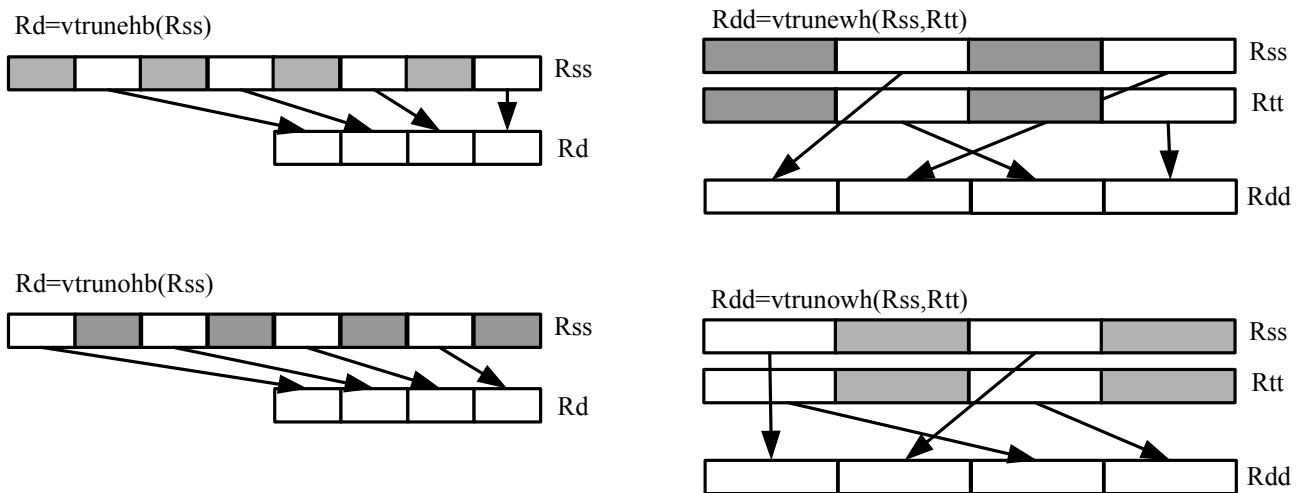 Rd=vtrunehb(Rss)
Rss
Rd
Rdd=vtrunewh(Rss,Rtt)
Rss
Rtt
Rdd
Rd=vtrunohb(Rss)
Rss
Rd
Rdd=vtrunowh(Rss,Rtt)
Rss
Rtt
Rdd